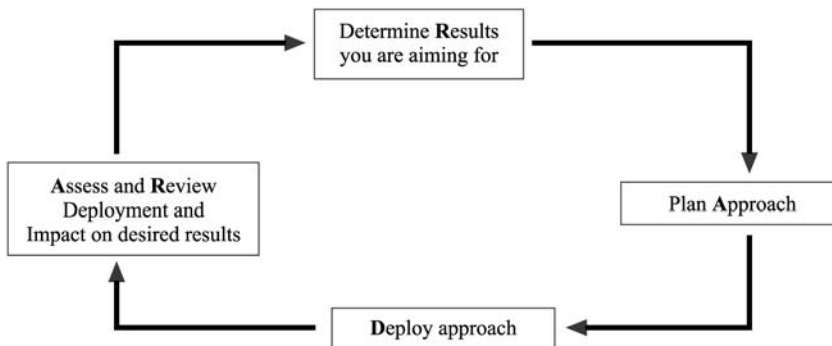 Determine Results
you are aiming for
Plan Approach
Deploy approach
Assess and Review
Deployment and
Impact on desired results